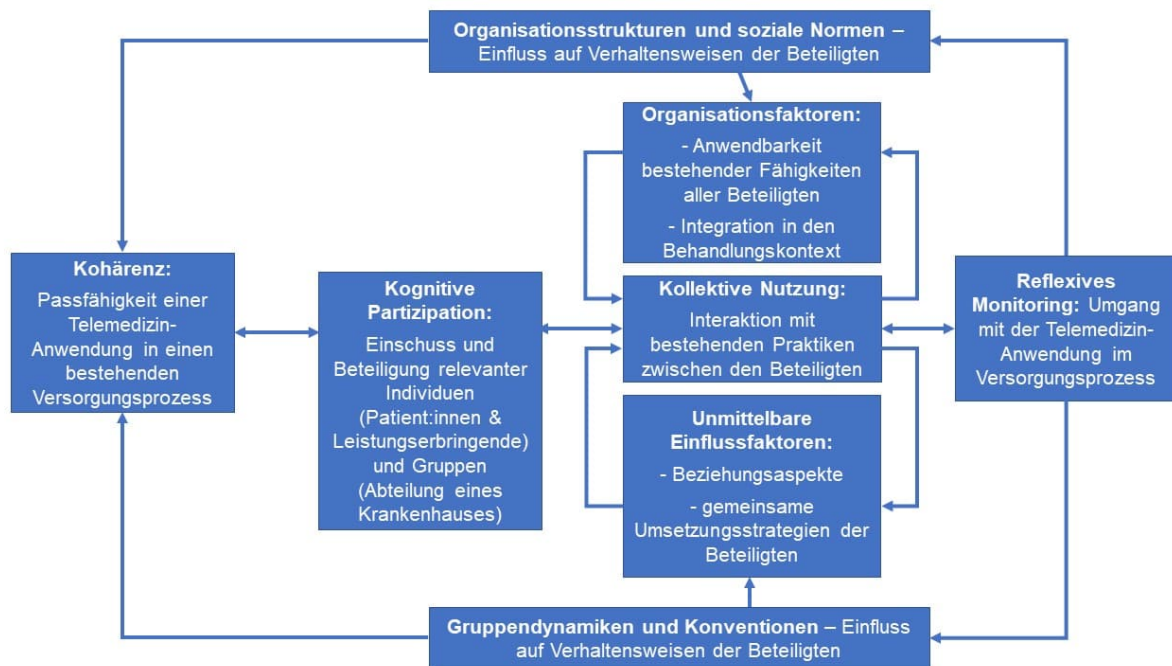 Organisationsstrukturen und soziale Normen –
Einfluss auf Verhaltensweisen der Beteiligten
Organisationsfaktoren:
- Anwendbarkeit
bestehender Fähigkeiten
aller Beteiligten
- Integration in den
Behandlungskontext
Kohärenz:
Passfähigkeit einer
Telemedizin-
Anwendung in einen
bestehenden
Versorgungsprozess
Kognitive
Partizipation:
Einschuss und
Beteiligung relevanter
Individuen
(Patient:innen &
Leistungserbringende)
und Gruppen
(Abteilung eines
Krankenhauses)
Kollektive Nutzung:
Interaktion mit
bestehenden Praktiken
zwischen den Beteiligten
Reflexives
Monitoring: Umgang
mit der Telemedizin-
Anwendung im
Versorgungsprozess
Unmittelbare
Einflussfaktoren:
- Beziehungsaspekte
- gemeinsame
Umsetzungsstrategien der
Beteiligten
Gruppendynamiken und Konventionen – Einfluss
auf Verhaltensweisen der Beteiligten